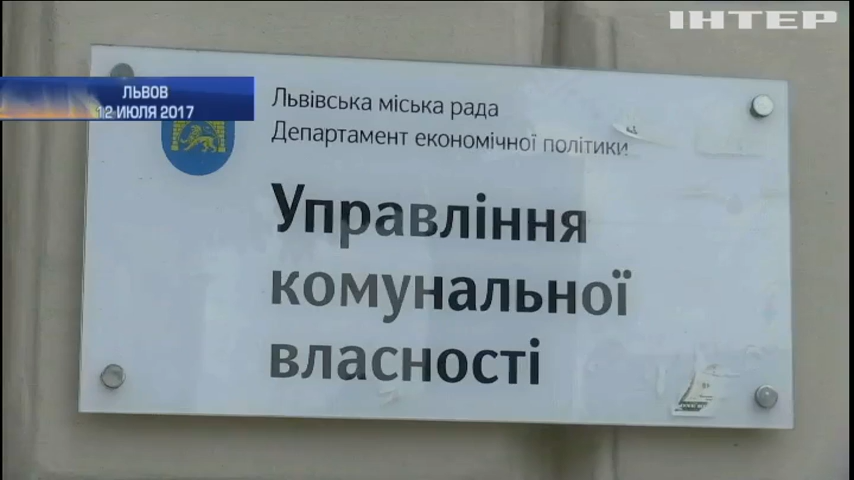 ІНТЕР
ЛЬВОВ
12 ИЮЛЯ 2017
Львівська міська рада
Департамент економічної політики
Управління
комунальної
власності